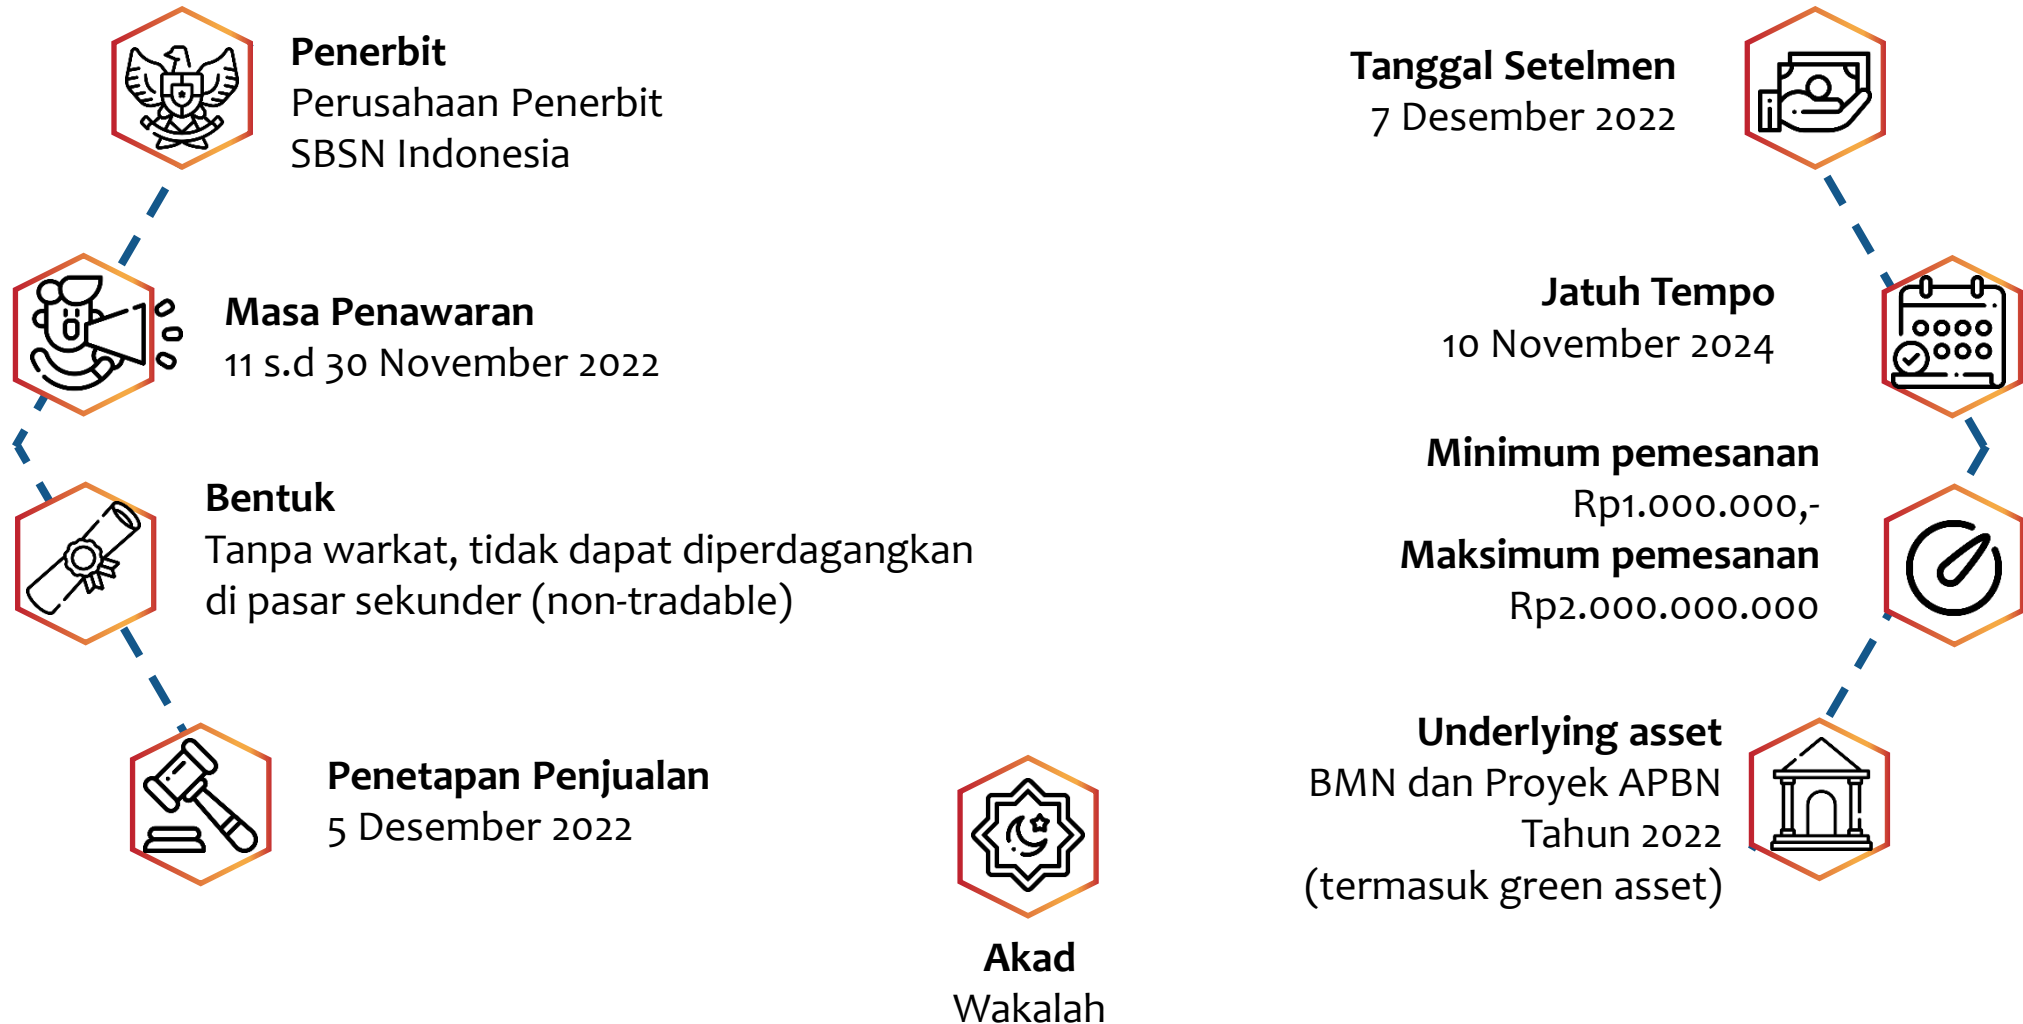 Penerbit
Perusahaan Penerbit
SBSN Indonesia
Masa Penawaran
11 s.d 30 November 2022
Bentuk
Tanpa warkat, tidak dapat diperdagangkan
di pasar sekunder (non-tradable)
Penetapan Penjualan
5 Desember 2022
Akad
Wakalah
Tanggal Setelmen
7 Desember 2022
Jatuh Tempo
10 November 2024
Minimum pemesanan
Rp1.000.000,-
Maksimum pemesanan
Rp2.000.000.000
Underlying asset
BMN dan Proyek APBN
Tahun 2022
(termasuk green asset)